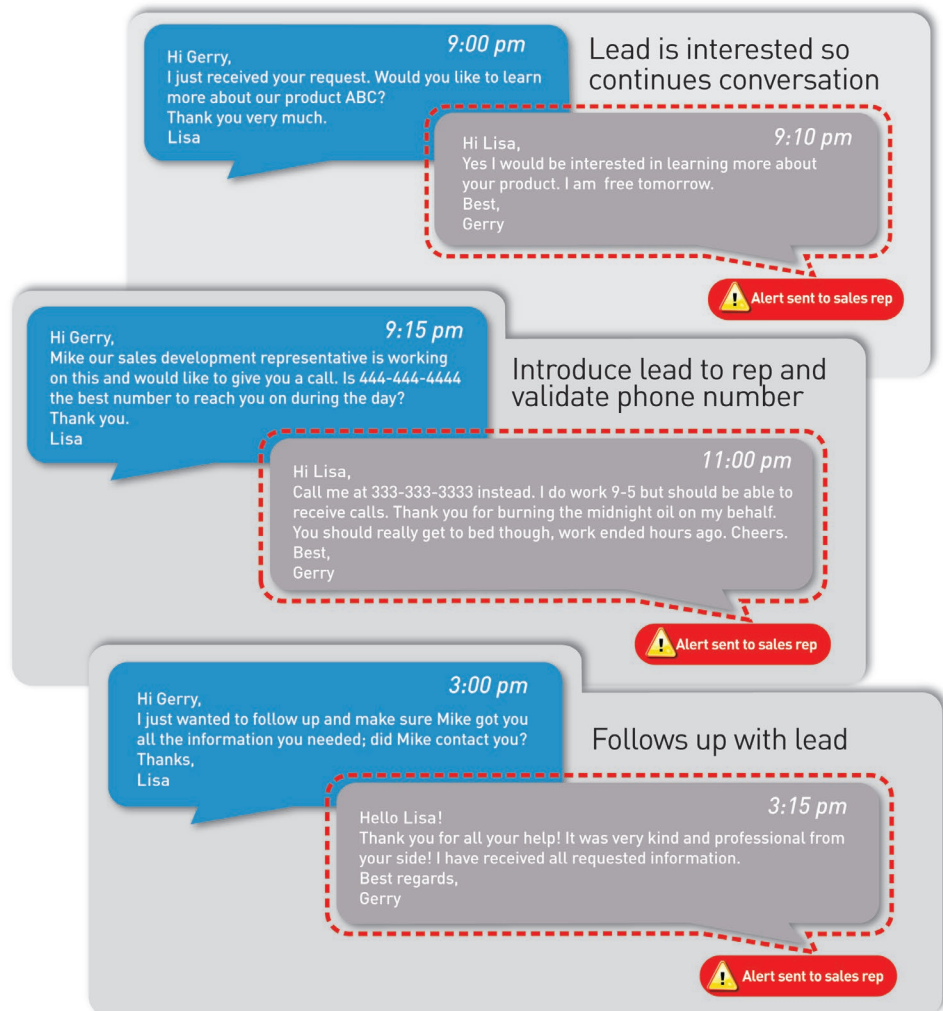 9:00 pm
Hi Gerry,
I just received your request. Would you like to learn
more about our product ABC?
Thank you very much.
Lisa
Lead is interested so
continues conversation
9:10 pm
Hi Lisa,
Yes I would be interested in learning more about
your product. I am free tomorrow.
Best,
Gerry
Alert sent to sales rep
9:15 pm
Hi Gerry,
Mike our sales development representative is working
on this and would like to give you a call. Is 444-444-4444
the best number to reach you on during the day?
Thank you.
Lisa
Introduce lead to rep and
validate phone number
11:00 pm
Hi Lisa,
Call me at 333-333-3333 instead. I do work 9-5 but should be able to
receive calls. Thank you for burning the midnight oil on my behalf.
You should really get to bed though, work ended hours ago. Cheers.
Best,
Gerry
Alert sent to sales rep
3:00 pm
Hi Gerry,
I just wanted to follow up and make sure Mike got you
all the information you needed; did Mike contact you?
Thanks,
Lisa
Follows up with lead
3:15 pm
Hello Lisa!
Thank you for all your help! It was very kind and professional from
your side! I have received all requested information.
Best regards,
Gerry
Alert sent to sales rep